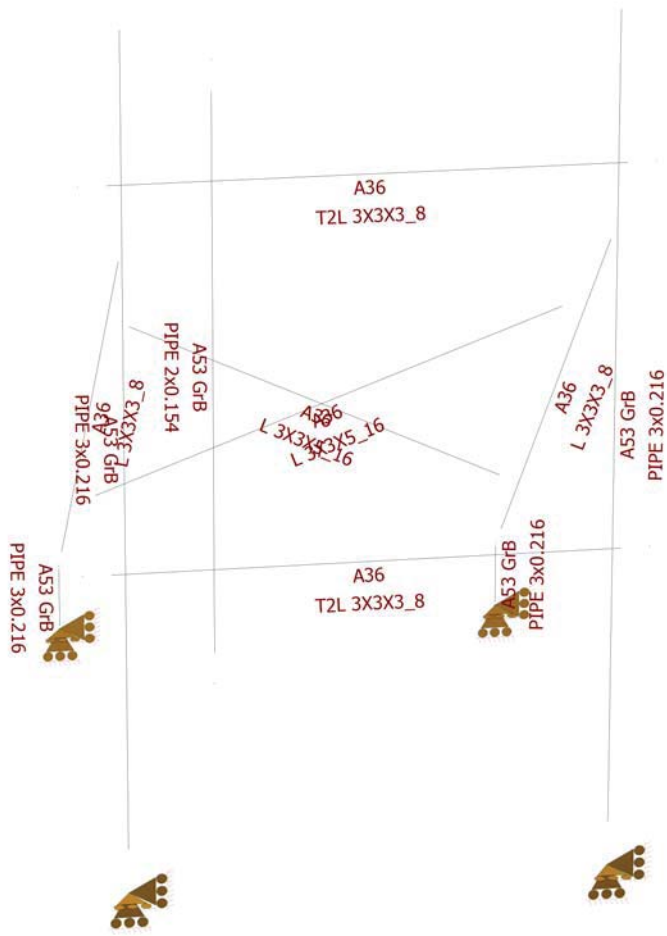 A36
T2L 3X3X3_8
A53 GrB
PIPE 2x0.154
A36
L 3X3X3_8
A53 GrB
PIPE 3x0.216
L 3X3X3_8
A53 GrB
PIPE 3x0.216
A53 GrB
PIPE 3x0.216
A36
T2L 3X3X3_8
A53 GrB
PIPE 3x0.216